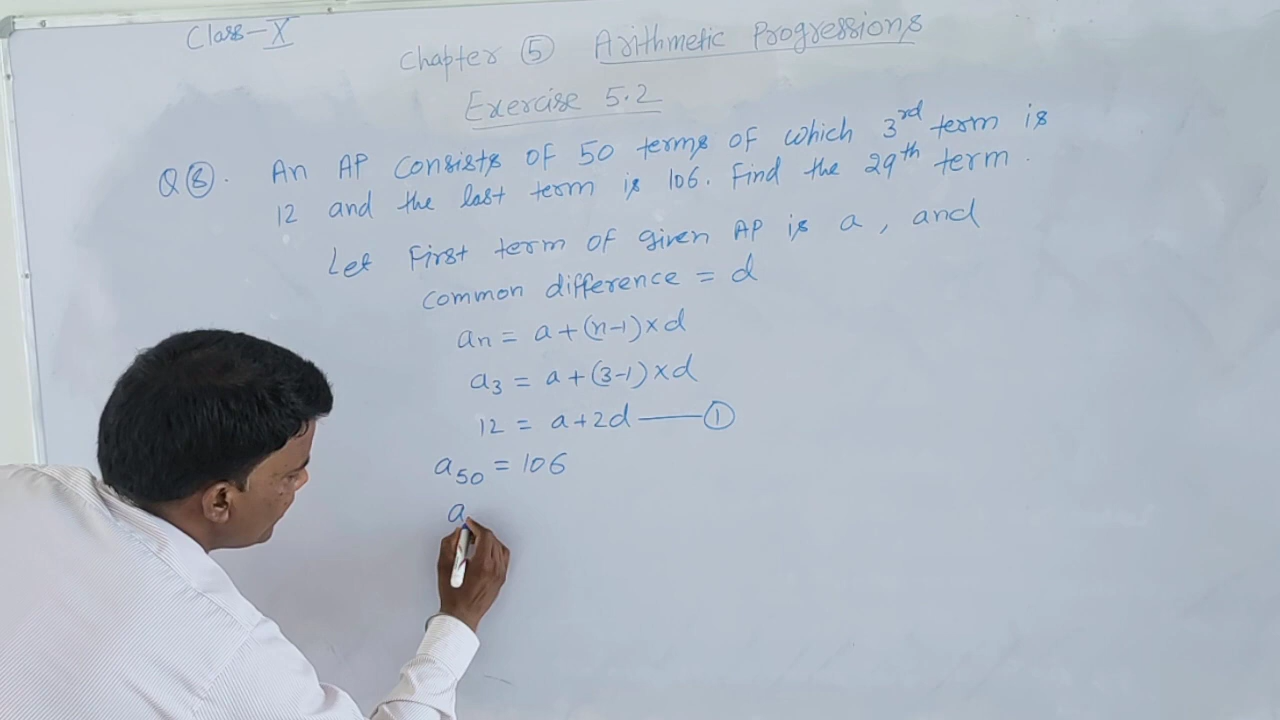 Class-X
Chapter ⑤ Arithmetic Progressions
Exercise 5.2
Q⑧. An AP consists of 50 terms of which 3rd term is
12 and the last term is 106. Find the 29th term.
Let first term of given AP is a, and
common difference = d
an = a+(n-1)×d
a3 = a+(3-1)×d
12 = a+2d —— ①
a50 = 106
a